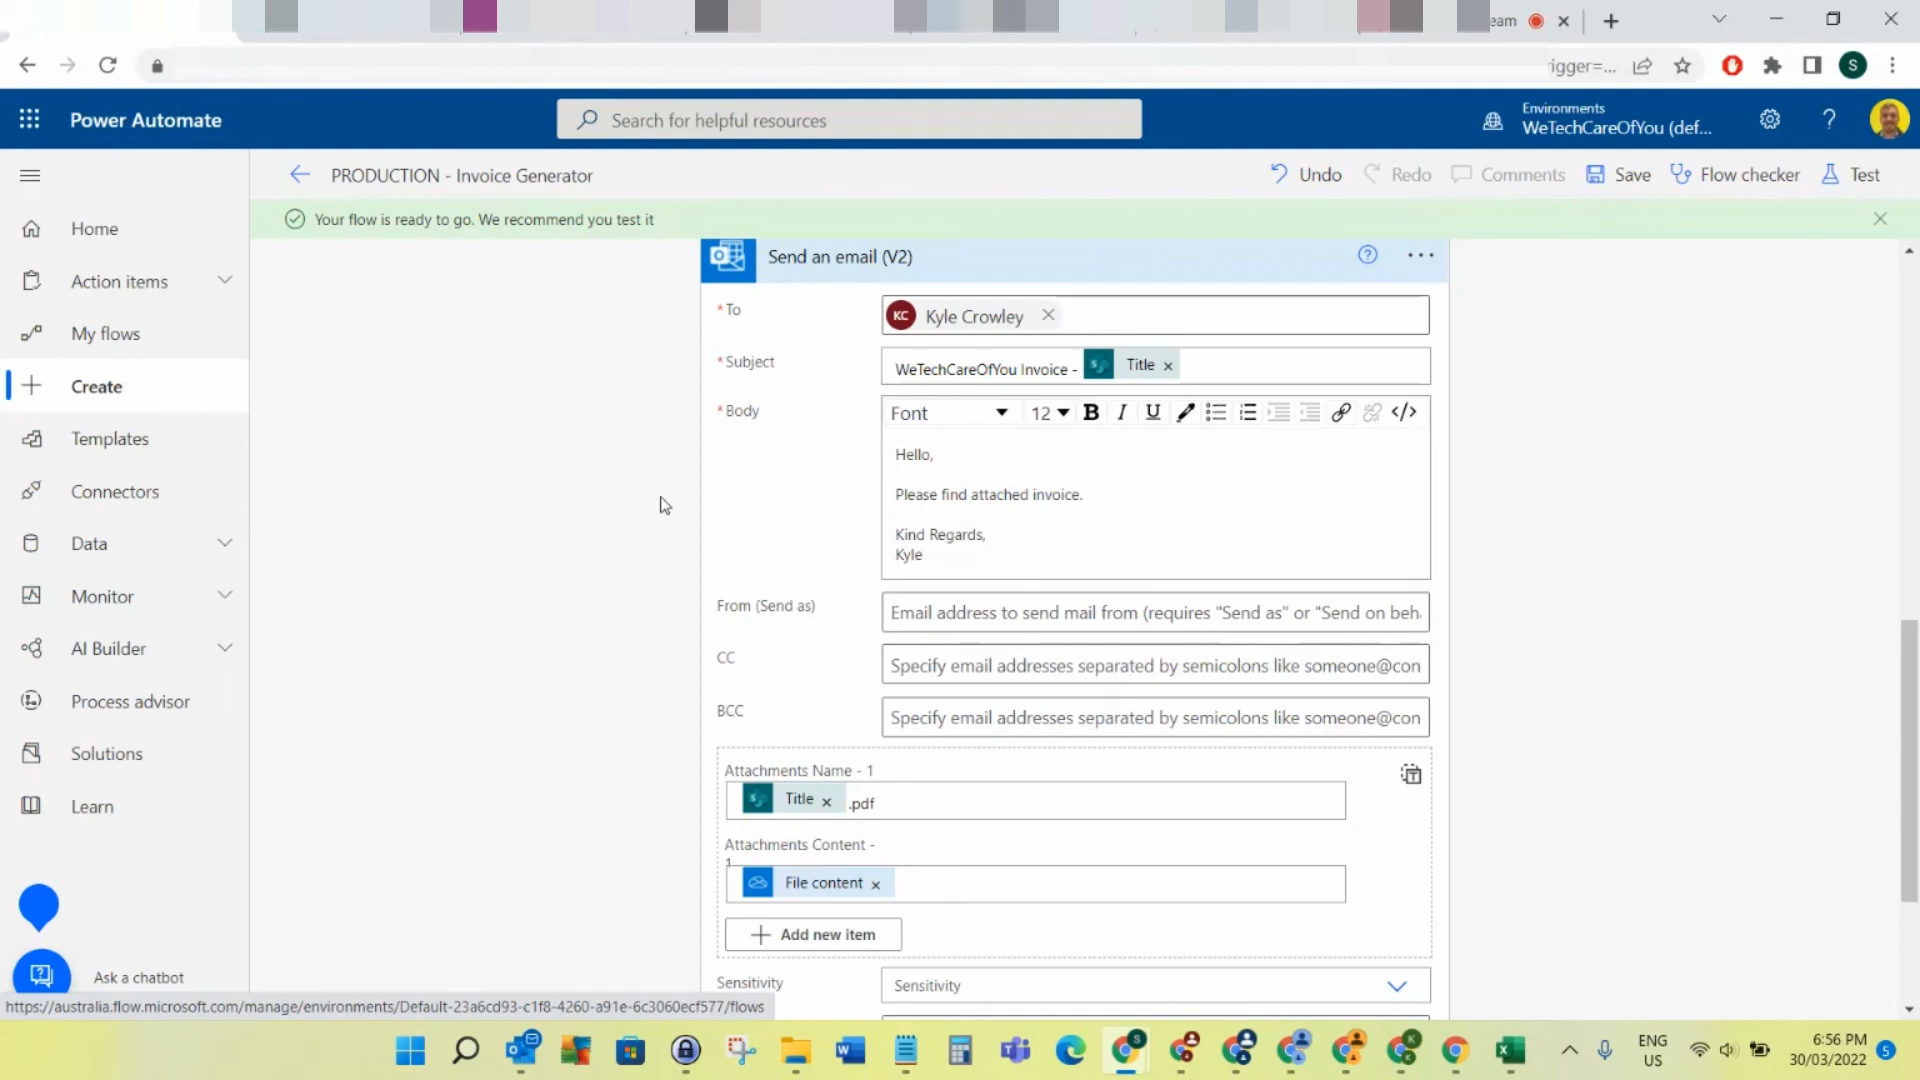 eam
rigger=...
S
Power Automate
Search for helpful resources
Environments
WeTechCareOfYou (def...
PRODUCTION - Invoice Generator
Undo
Redo
Comments
Save
Flow checker
Test
Your flow is ready to go. We recommend you test it
Home
Action items
My flows
Create
Templates
Connectors
Data
Monitor
AI Builder
Process advisor
Solutions
Learn
Ask a chatbot
Send an email (V2)
* To
KC Kyle Crowley
* Subject
WeTechCareOfYou Invoice - Title
* Body
Font 12 B I U </>
Hello,
Please find attached invoice.
Kind Regards,
Kyle
From (Send as)
Email address to send mail from (requires "Send as" or "Send on beh
CC
Specify email addresses separated by semicolons like someone@con
BCC
Specify email addresses separated by semicolons like someone@con
Attachments Name - 1
Title .pdf
Attachments Content -
1
File content
Add new item
Sensitivity
Sensitivity
https://australia.flow.microsoft.com/manage/environments/Default-23a6cd93-c1f8-4260-a91e-6c3060ecf577/flows
ENG
US
6:56 PM
30/03/2022
5